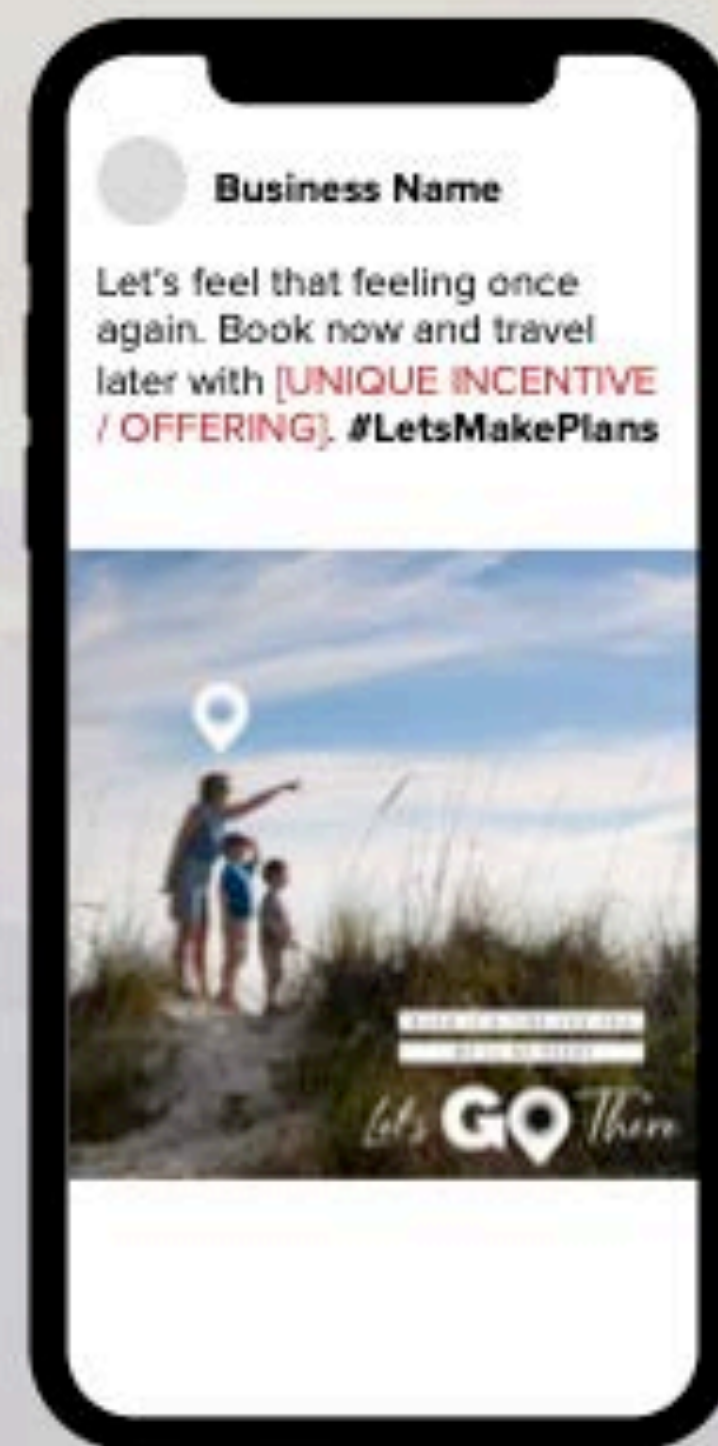 Business Name
Let's feel that feeling once
again. Book now and travel
later with [UNIQUE INCENTIVE
/ OFFERING]. #LetsMakePlans
Let's GO There